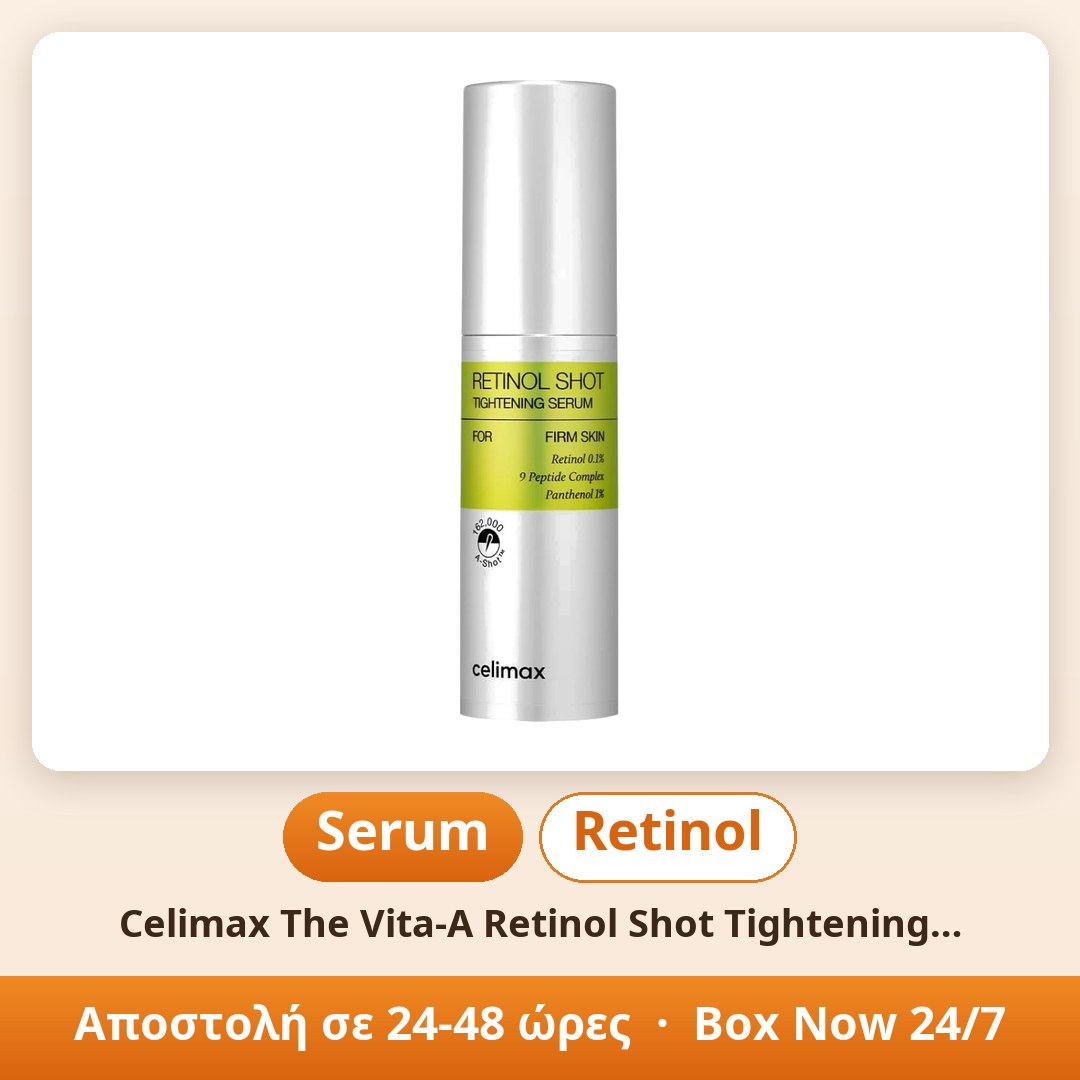 RETINOL SHOT
TIGHTENING SERUM
FOR FIRM SKIN
Retinol 0.1%
9 Peptide Complex
Panthenol 1%
162,000
A-Shot™
celimax
Serum Retinol
Celimax The Vita-A Retinol Shot Tightening...
Αποστολή σε 24-48 ώρες · Box Now 24/7